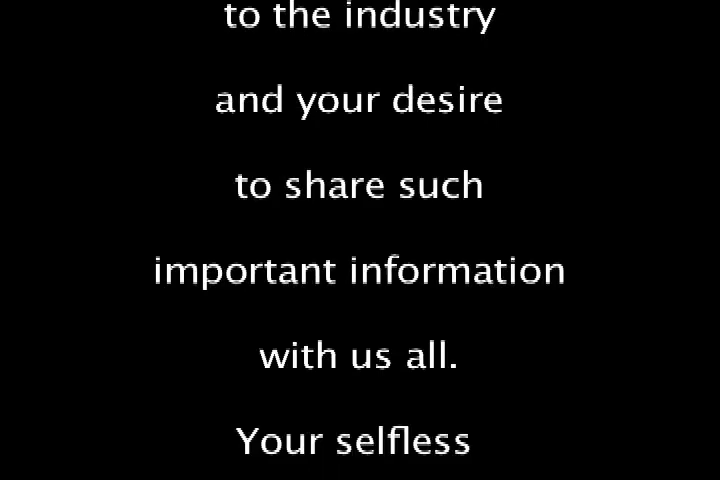 to the industry
and your desire
to share such
important information
with us all.
Your selfless